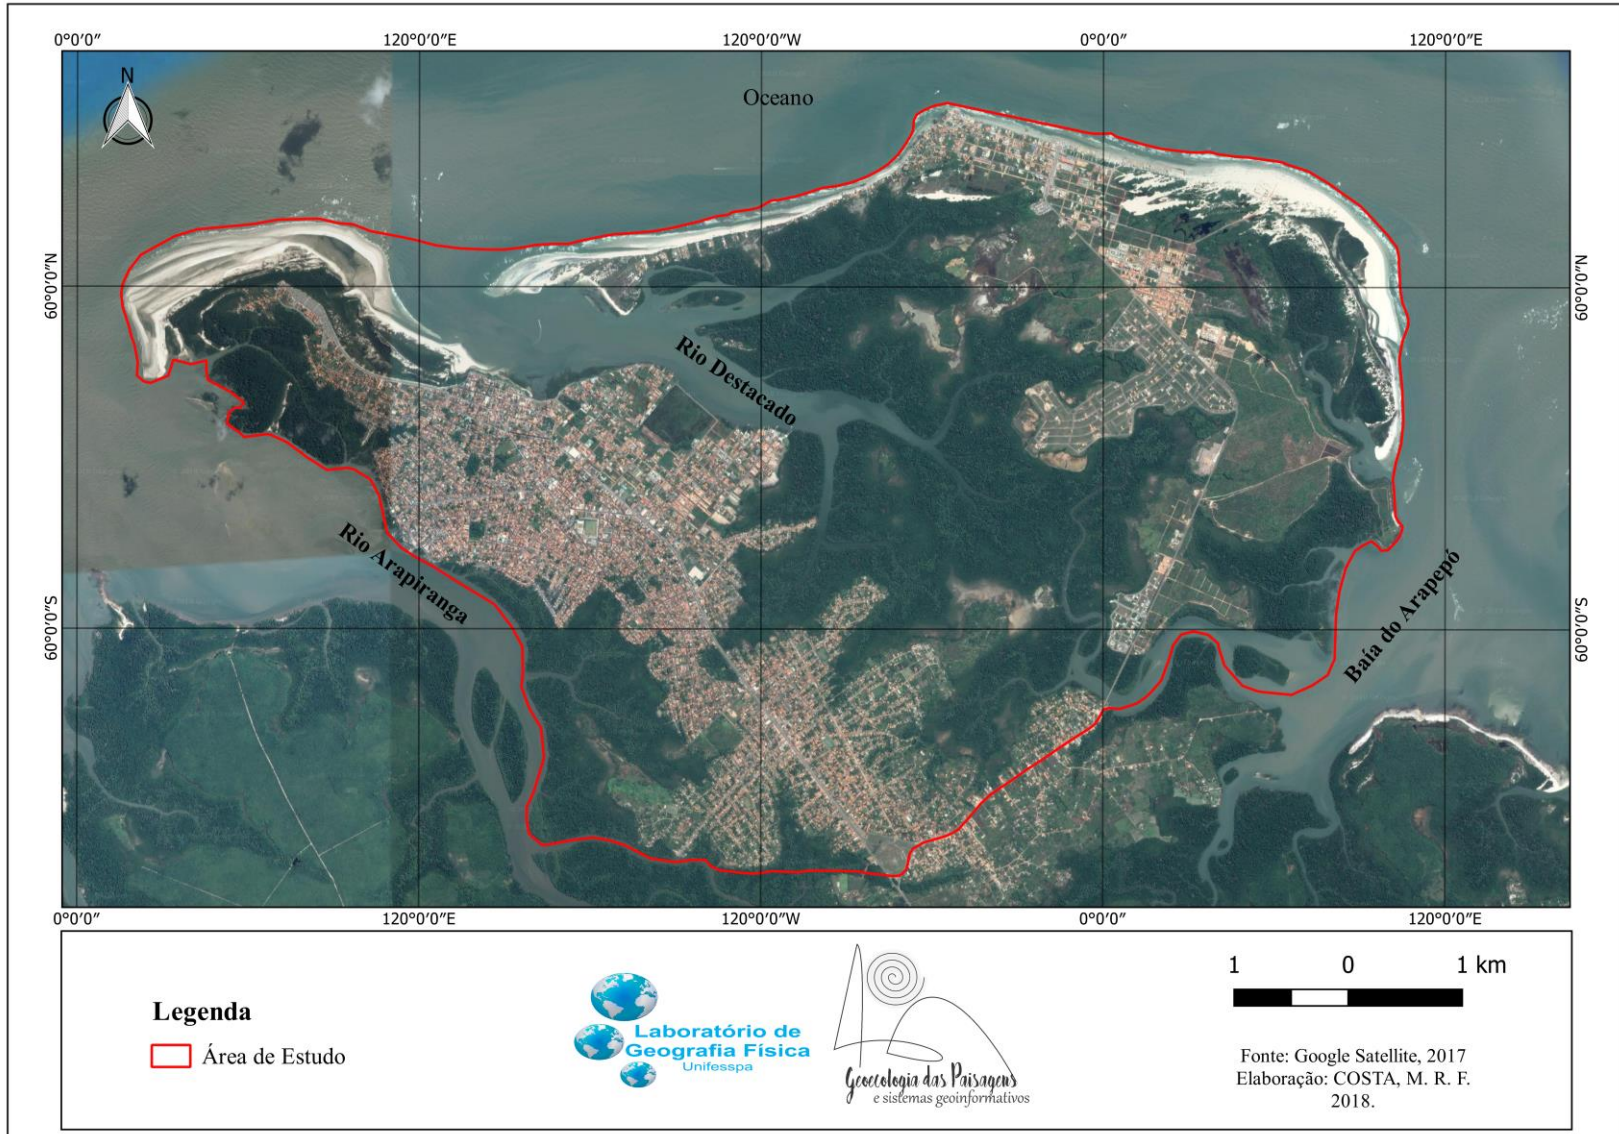 0°0′0″ 120°0′0″E 120°0′0″W 0°0′0″ 120°0′0″E
N
Oceano
60°0′0″N
60°0′0″N
Rio Destacado
Rio Arapiranga
60°0′0″S
60°0′0″S
Baía do Arapepó
0°0′0″ 120°0′0″E 120°0′0″W 0°0′0″ 120°0′0″E
Legenda
Área de Estudo
Laboratório de
Geografia Física
Unifesspa
Geoecologia das Paisagens
e sistemas geoinformativos
1 0 1 km
Fonte: Google Satellite, 2017
Elaboração: COSTA, M. R. F.
2018.